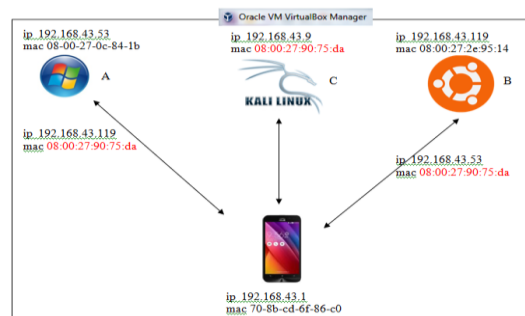 Oracle VM VirtualBox Manager
ip 192.168.43.53
mac 08-00-27-0c-84-1b
A
ip 192.168.43.9
mac 08:00:27:90:75:da
C
KALI LINUX
ip 192.168.43.119
mac 08:00:27:2e:95:14
B
ip 192.168.43.119
mac 08:00:27:90:75:da
ip 192.168.43.53
mac 08:00:27:90:75:da
ip 192.168.43.1
mac 70-8b-cd-6f-86-c0